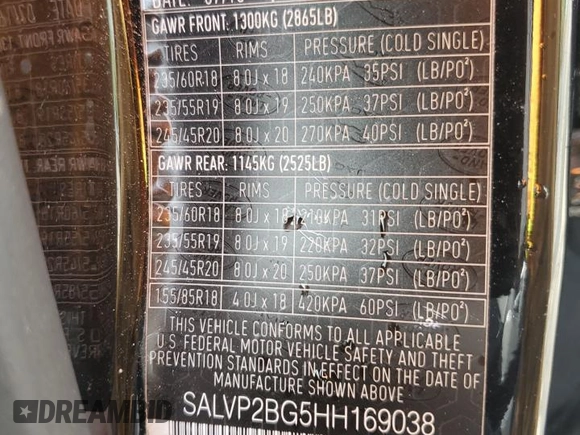 DATE:
GAWR FRONT: 1300KG (2865LB)
TIRES RIMS PRESSURE (COLD SINGLE)
235/60R18 8.0J x 18 240KPA 35PSI (LB/PO²)
235/55R19 8.0J x 19 250KPA 37PSI (LB/PO²)
245/45R20 8.0J x 20 270KPA 40PSI (LB/PO²)
GAWR REAR: 1145KG (2525LB)
TIRES RIMS PRESSURE (COLD SINGLE)
235/60R18 8.0J x 18 210KPA 31PSI (LB/PO²)
235/55R19 8.0J x 19 220KPA 32PSI (LB/PO²)
245/45R20 8.0J x 20 250KPA 37PSI (LB/PO²)
155/85R18 4.0J x 18 420KPA 60PSI (LB/PO²)
THIS VEHICLE CONFORMS TO ALL APPLICABLE
U.S. FEDERAL MOTOR VEHICLE SAFETY AND THEFT
PREVENTION STANDARDS IN EFFECT ON THE DATE OF
MANUFACTURE SHOWN ABOVE
SALVP2BG5HH169038
DREAMBID